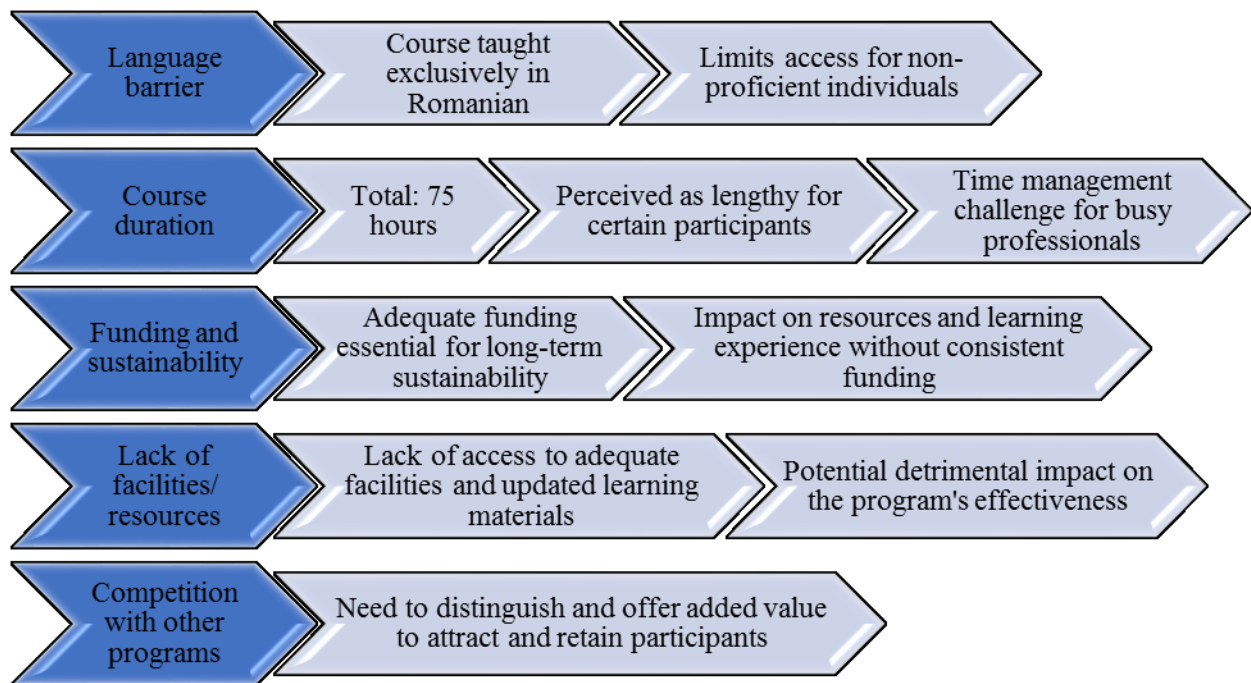 Language
barrier
Course taught
exclusively in
Romanian
Limits access for non-
proficient individuals
Course
duration
Total: 75
hours
Perceived as lengthy for
certain participants
Time management
challenge for busy
professionals
Funding and
sustainability
Adequate funding
essential for long-term
sustainability
Impact on resources and learning
experience without consistent
funding
Lack of
facilities/
resources
Lack of access to adequate
facilities and updated learning
materials
Potential detrimental impact on
the program's effectiveness
Competition
with other
programs
Need to distinguish and offer added value
to attract and retain participants